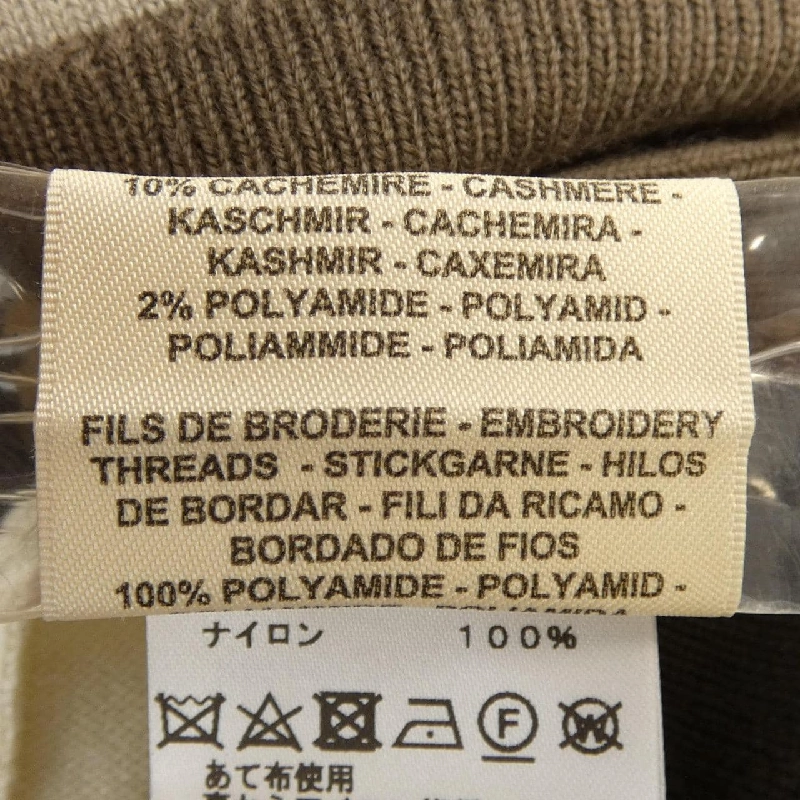 10% CACHEMIRE - CASHMERE -
KASCHMIR - CACHEMIRA -
KASHMIR - CAXEMIRA
2% POLYAMIDE - POLYAMID -
POLIAMMIDE - POLIAMIDA
FILS DE BRODERIE - EMBROIDERY
THREADS - STICKGARNE - HILOS
DE BORDAR - FILI DA RICAMO -
BORDADO DE FIOS
100% POLYAMIDE - POLYAMID -
POLIAMIDA
ナイロン 100%
F W
あて布使用